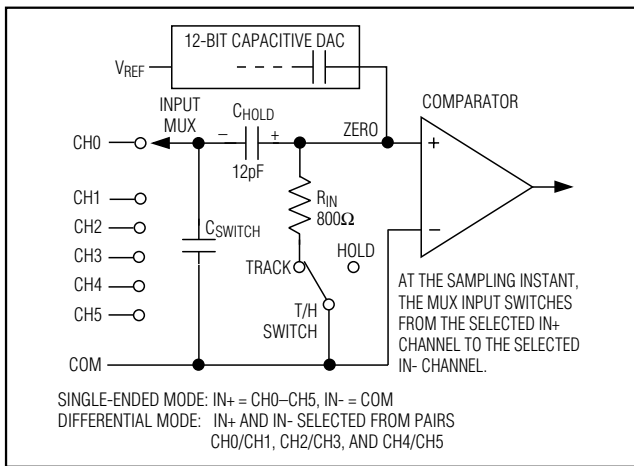 12-BIT CAPACITIVE DAC
VREF
COMPARATOR
INPUT
MUX
CHOLD
ZERO
– +
+
CH0
12pF
RIN
800Ω
CH1
CH2
CSWITCH
CH3
HOLD
–
TRACK
CH4
CH5
T/H
SWITCH
AT THE SAMPLING INSTANT,
THE MUX INPUT SWITCHES
FROM THE SELECTED IN+
CHANNEL TO THE SELECTED
IN- CHANNEL.
COM
SINGLE-ENDED MODE: IN+ = CH0–CH5, IN- = COM
DIFFERENTIAL MODE: IN+ AND IN- SELECTED FROM PAIRS
CH0/CH1, CH2/CH3, AND CH4/CH5